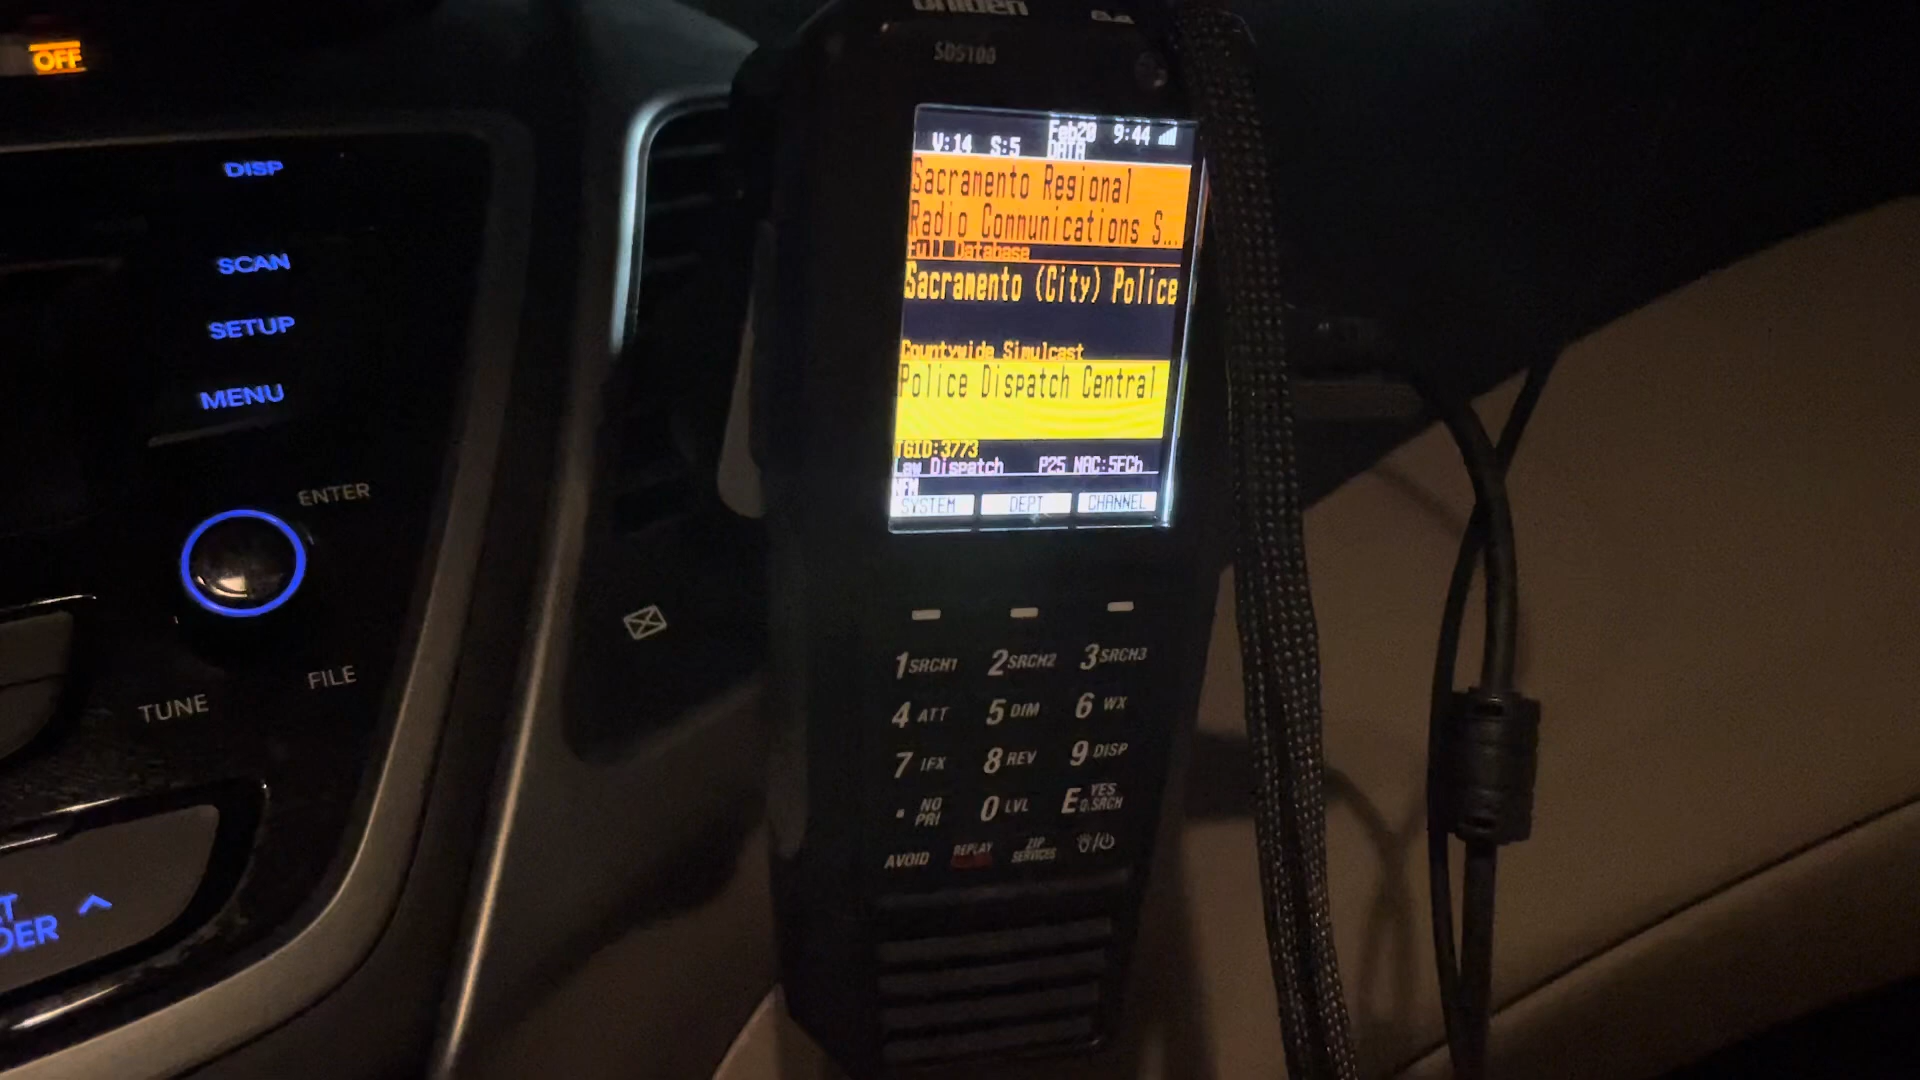 OFF
DISP
SCAN
SETUP
MENU
ENTER
TUNE
FILE
uniden
SDS100
V:14 S:5 Feb20 9:44
DATA
Sacramento Regional
Radio Communications S...
Full Database
Sacramento (City) Police
Countywide Simulcast
Police Dispatch Central
TGID:3773
Law Dispatch P25 NAC:5FCh
NFM
SYSTEM DEPT CHANNEL
1 SRCH1 2 SRCH2 3 SRCH3
4 ATT 5 DIM 6 WX
7 IFX 8 REV 9 DISP
. NO PRI 0 LVL E YES Q.SRCH
AVOID REPLAY ZIP SERVICES